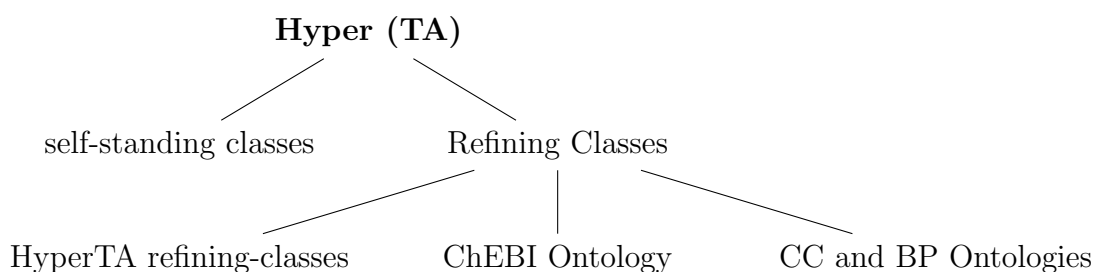 Hyper (TA)
self-standing classes Refining Classes
HyperTA refining-classes ChEBI Ontology CC and BP Ontologies